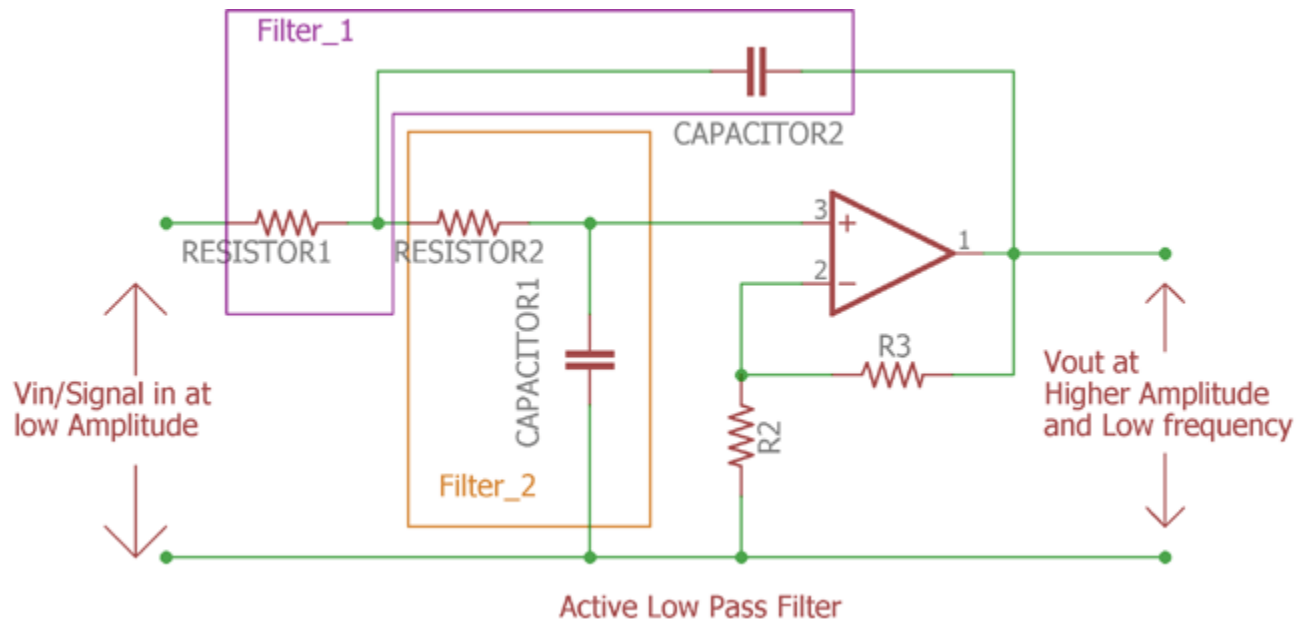 Filter_1
CAPACITOR2
RESISTOR1
RESISTOR2
3
+
1
2
−
CAPACITOR1
R3
R2
Vin/Signal in at
low Amplitude
Vout at
Higher Amplitude
and Low frequency
Filter_2
Active Low Pass Filter